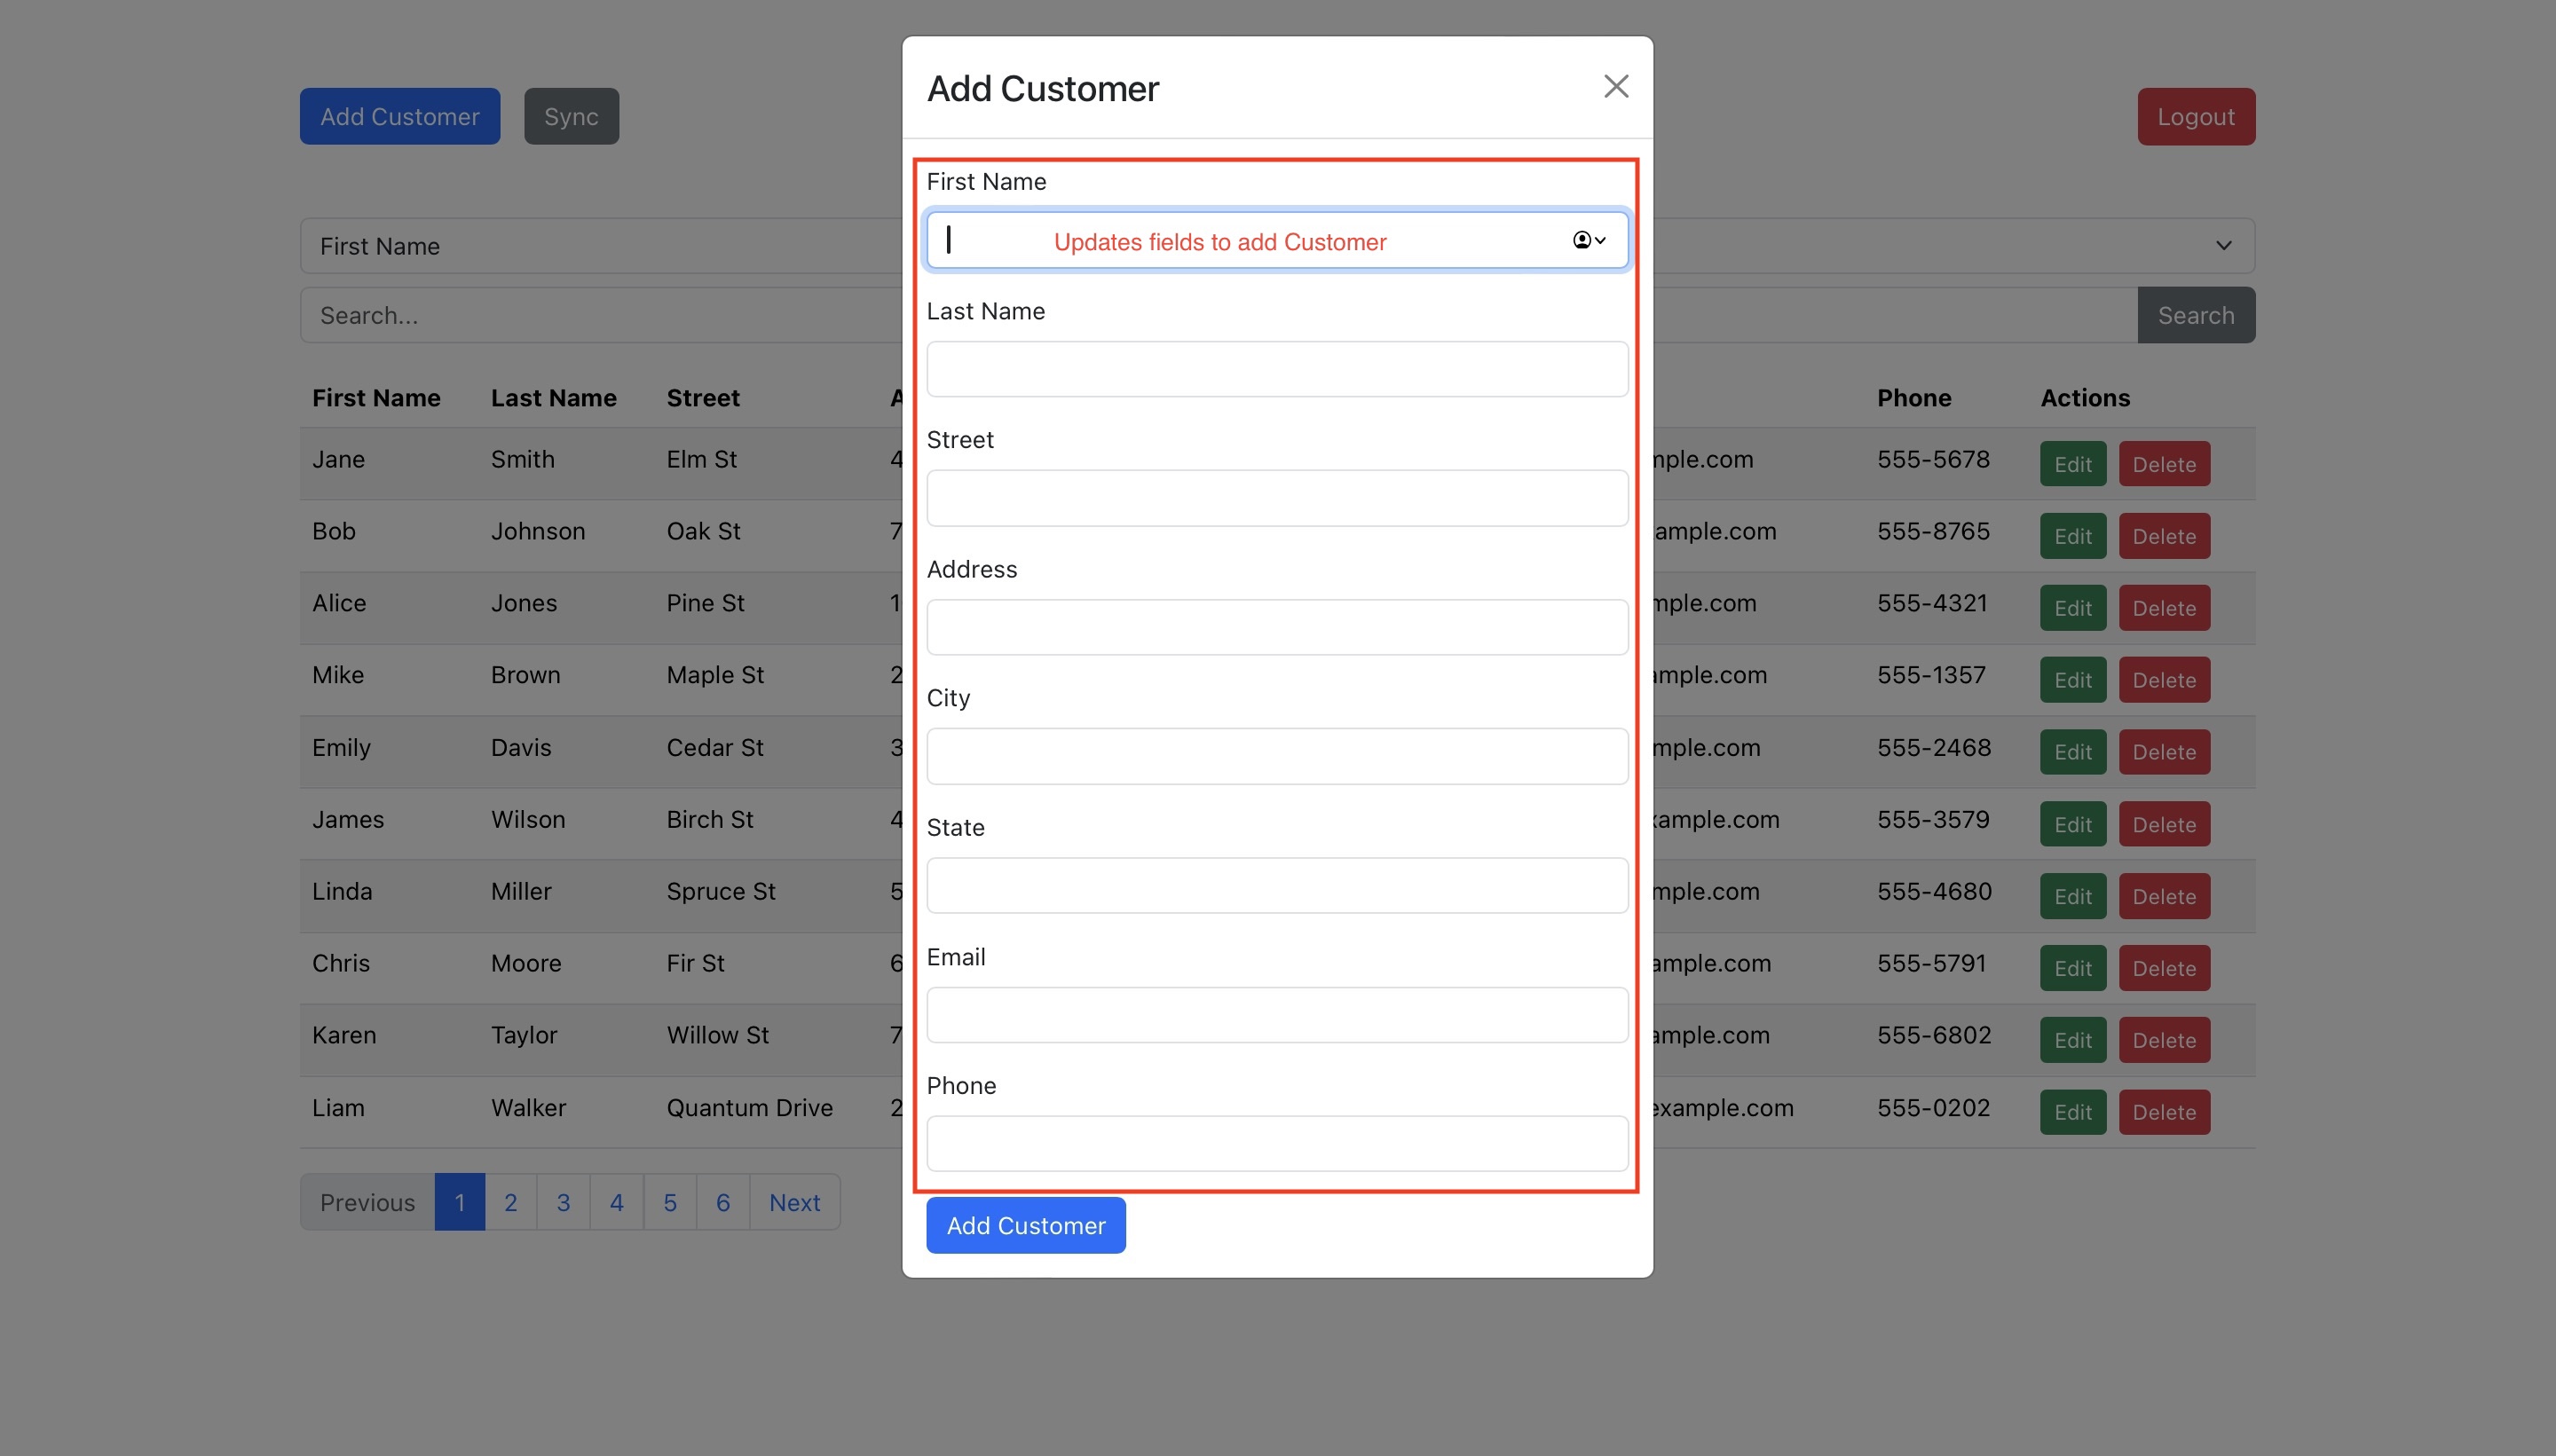 Add Customer
Add Customer Sync Logout
First Name
Updates fields to add Customer
First Name
Last Name
Search... Search
First Name Last Name Street Phone Actions
Street
Jane Smith Elm St 4 mple.com 555-5678 Edit Delete
Bob Johnson Oak St 7 ample.com 555-8765 Edit Delete
Address
Alice Jones Pine St 1 mple.com 555-4321 Edit Delete
Mike Brown Maple St 2 mple.com 555-1357 Edit Delete
City
Emily Davis Cedar St 3 mple.com 555-2468 Edit Delete
James Wilson Birch St 4 ample.com 555-3579 Edit Delete
State
Linda Miller Spruce St 5 mple.com 555-4680 Edit Delete
Email
Chris Moore Fir St 6 ample.com 555-5791 Edit Delete
Karen Taylor Willow St 7 ample.com 555-6802 Edit Delete
Phone
Liam Walker Quantum Drive 2 example.com 555-0202 Edit Delete
Previous 1 2 3 4 5 6 Next
Add Customer